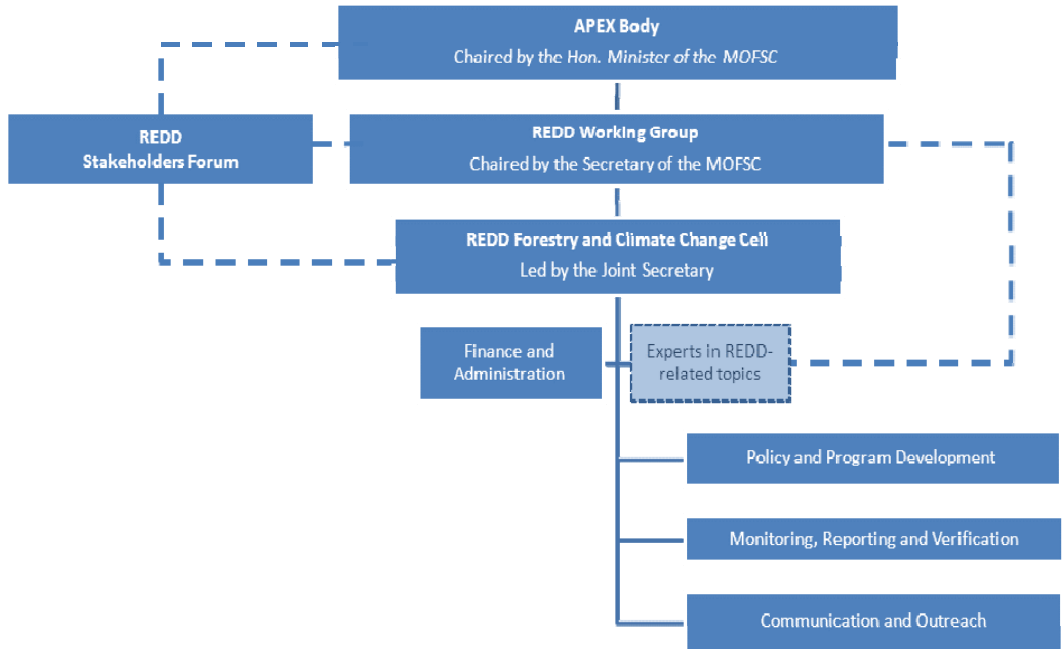 APEX Body
Chaired by the Hon. Minister of the MOFSC
REDD
Stakeholders Forum
REDD Working Group
Chaired by the Secretary of the MOFSC
REDD Forestry and Climate Change Cell
Led by the Joint Secretary
Finance and
Administration
Experts in REDD-
related topics
Policy and Program Development
Monitoring, Reporting and Verification
Communication and Outreach